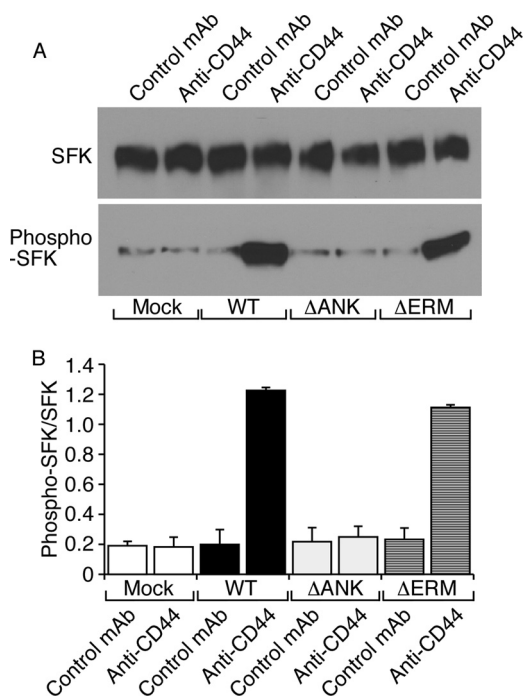 A
Control mAb Anti-CD44 Control mAb Anti-CD44 Control mAb Anti-CD44 Control mAb Anti-CD44
SFK
Phospho
-SFK
Mock WT ΔANK ΔERM
B
Phospho-SFK/SFK
1.4
1.2
1.0
0.8
0.6
0.4
0.2
0
Mock WT ΔANK ΔERM
Control mAb Anti-CD44 Control mAb Anti-CD44 Control mAb Anti-CD44 Control mAb Anti-CD44